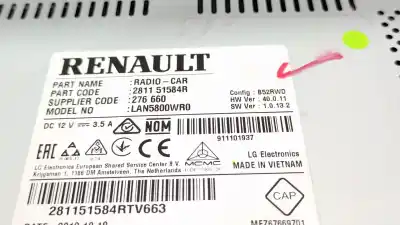 RENAULT
PART NAME : RADIO-CAR
PART CODE : 2811 51584R
SUPPLIER CODE : 276 660
MODEL NO : LAN5800WR0
Config : B52RWD
HW Ver : 40.0.11
SW Ver : 1.0.13.2
DC 12 V 3.5 A
NOM
911101937
EAC
MCMC
LG Electronics
MADE IN VIETNAM
LG Electronics European Shared Service Center B.V.
Krijgsman 1, 1186 DM Amstelveen, The Netherlands
CAP
281151584RTV663